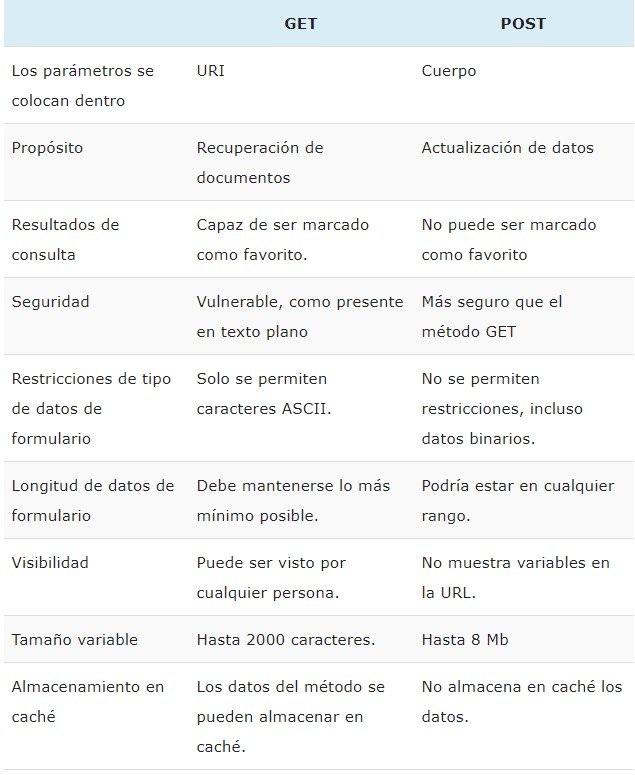 GET POST
Los parámetros se URI Cuerpo
colocan dentro
Propósito Recuperación de Actualización de datos
documentos
Resultados de Capaz de ser marcado No puede ser marcado
consulta como favorito. como favorito
Seguridad Vulnerable, como presente Más seguro que el
en texto plano método GET
Restricciones de tipo Solo se permiten No se permiten
de datos de caracteres ASCII. restricciones, incluso
formulario datos binarios.
Longitud de datos de Debe mantenerse lo más Podría estar en cualquier
formulario mínimo posible. rango.
Visibilidad Puede ser visto por No muestra variables en
cualquier persona. la URL.
Tamaño variable Hasta 2000 caracteres. Hasta 8 Mb
Almacenamiento en Los datos del método se No almacena en caché los
caché pueden almacenar en datos.
caché.